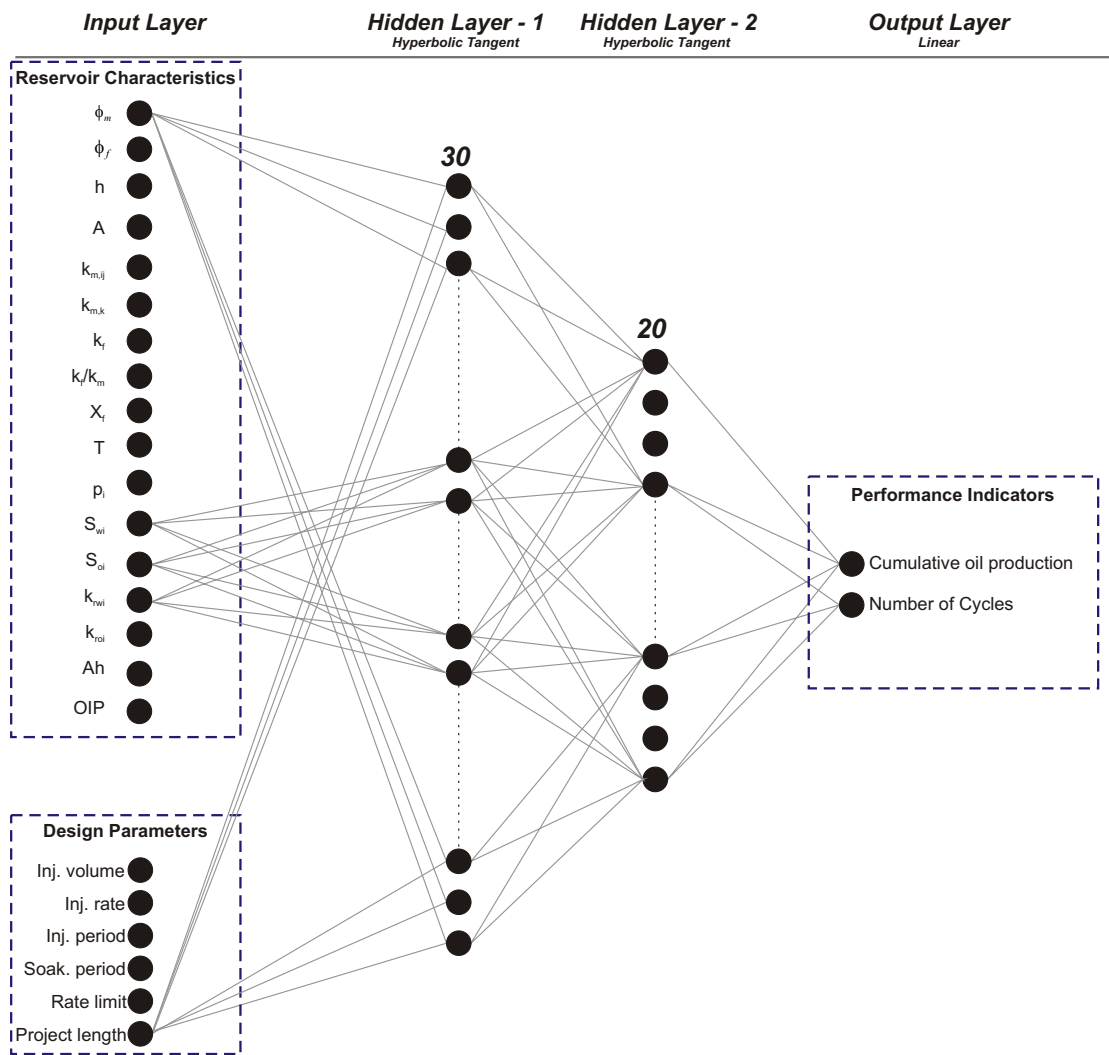 Input Layer
Hidden Layer - 1
Hyperbolic Tangent
Hidden Layer - 2
Hyperbolic Tangent
Output Layer
Linear
Reservoir Characteristics
ϕm
ϕf
h
A
km,ij
km,k
kf
kf/km
Xf
T
pi
Swi
Soi
krwi
kroi
Ah
OIP
Design Parameters
Inj. volume
Inj. rate
Inj. period
Soak. period
Rate limit
Project length
30
20
Performance Indicators
Cumulative oil production
Number of Cycles